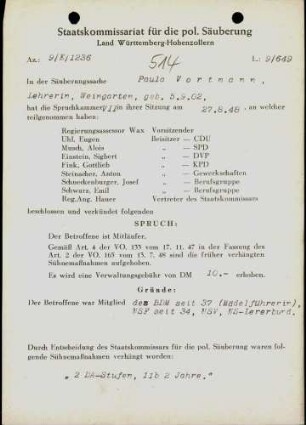 Staatskommissariat für die pol. Säuberung
Land Württemberg-Hohenzollern
Az.: 9/K/1236
514
L: 9/649
In der Säuberungssache Paula Vortmann,
Lehrerin, Weingarten, geb. 5.9.02,
hat die Spruchkammer VII in ihrer Sitzung am 27.8.48, an welcher
teilgenommen haben:
Regierungsassessor Wax Vorsitzender
Uhl, Eugen Beisitzer — CDU
Munch, Alois „ — SPD
Einstein, Sighert „ — DVP
Fink, Gottlieb „ — KPD
Steinacher, Anton „ — Gewerkschaften
Schneckenburger, Josef „ — Berufsgruppe
Schwarz, Emil „ — Berufsgruppe
Reg.Ang. Hauer Vertreter des Staatskommissars
beschlossen und verkündet folgenden
SPRUCH:
Der Betroffene ist Mitläufer.
Gemäß Art. 4 der VO. 133 vom 17. 11. 47 in der Fassung des
Art. 2 der VO. 165 vom 13. 7. 48 sind die früher verhängten
Sühnemaßnahmen aufgehoben.
Es wird eine Verwaltungsgebühr von DM 10.- erhoben.
Gründe:
Der Betroffene war Mitglied des BDM seit 37 (Mädelführerin),
NSF seit 34, NSV, NS-Lehrerbund.
Durch Entscheidung des Staatskommissars für die pol. Säuberung waren fol-
gende Sühnemaßnahmen verhängt worden:
„2 DA-Stufen, 11b 2 Jahre."